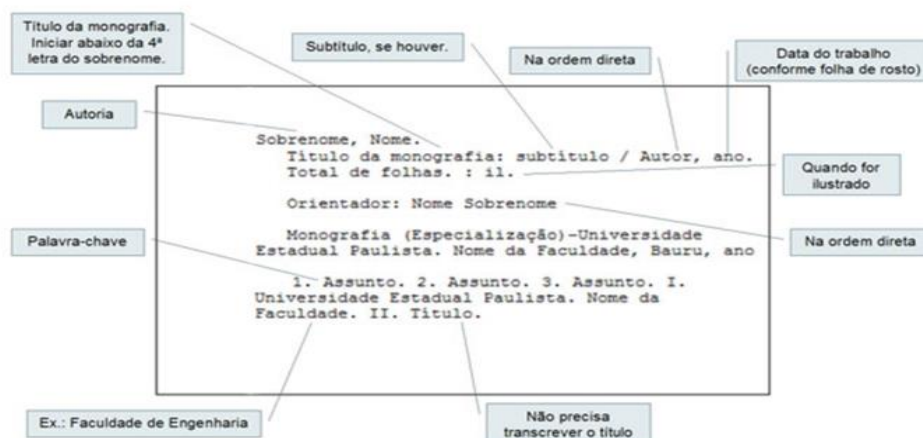 Título da monografia.
Iniciar abaixo da 4ª
letra do sobrenome.
Subtítulo, se houver.
Na ordem direta
Data do trabalho
(conforme folha de rosto)
Autoria
Sobrenome, Nome.
Título da monografia: subtítulo / Autor, ano.
Total de folhas. : il.
Quando for
ilustrado
Orientador: Nome Sobrenome
Palavra-chave
Na ordem direta
Monografia (Especialização)-Universidade
Estadual Paulista. Nome da Faculdade, Bauru, ano
1. Assunto. 2. Assunto. 3. Assunto. I.
Universidade Estadual Paulista. Nome da
Faculdade. II. Título.
Ex.: Faculdade de Engenharia
Não precisa
transcrever o título